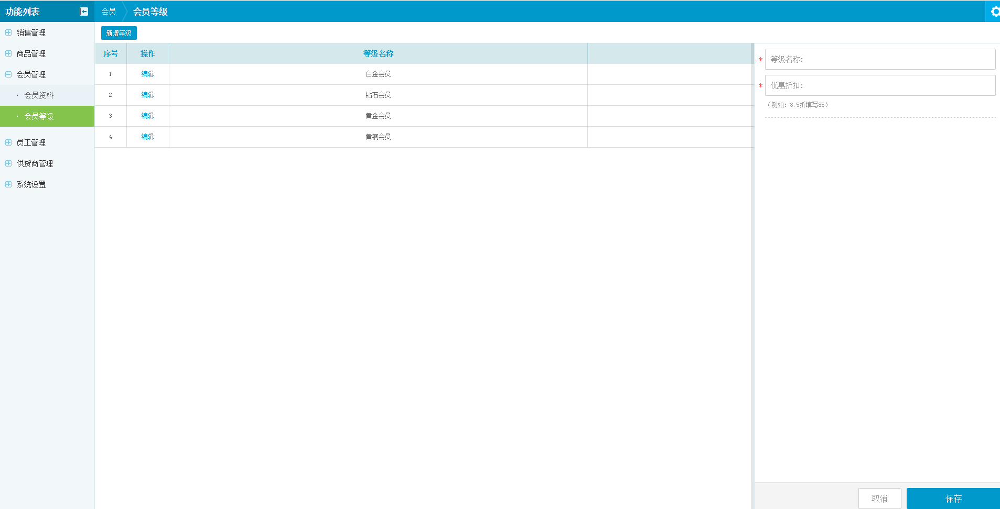 功能列表
会员 会员等级
销售管理
商品管理
会员管理
· 会员资料
· 会员等级
员工管理
供货商管理
系统设置
新增等级
序号 操作 等级名称
1 编辑 白金会员
2 编辑 钻石会员
3 编辑 黄金会员
4 编辑 黄铜会员
* 等级名称:
* 优惠折扣:
(例如: 8.5折填写85)
取消 保存